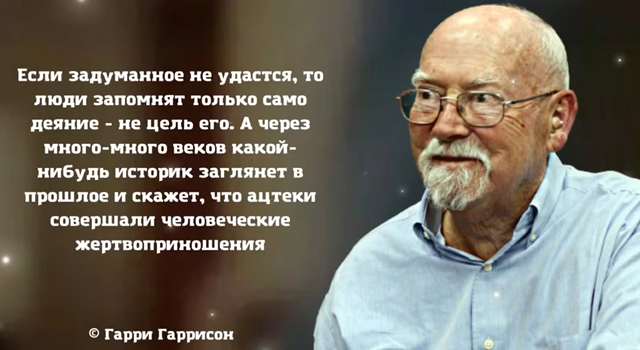 Если задуманное не удастся, то
люди запомнят только само
деяние - не цель его. А через
много-много веков какой-
нибудь историк заглянет в
прошлое и скажет, что ацтеки
совершали человеческие
жертвоприношения
© Гарри Гаррисон